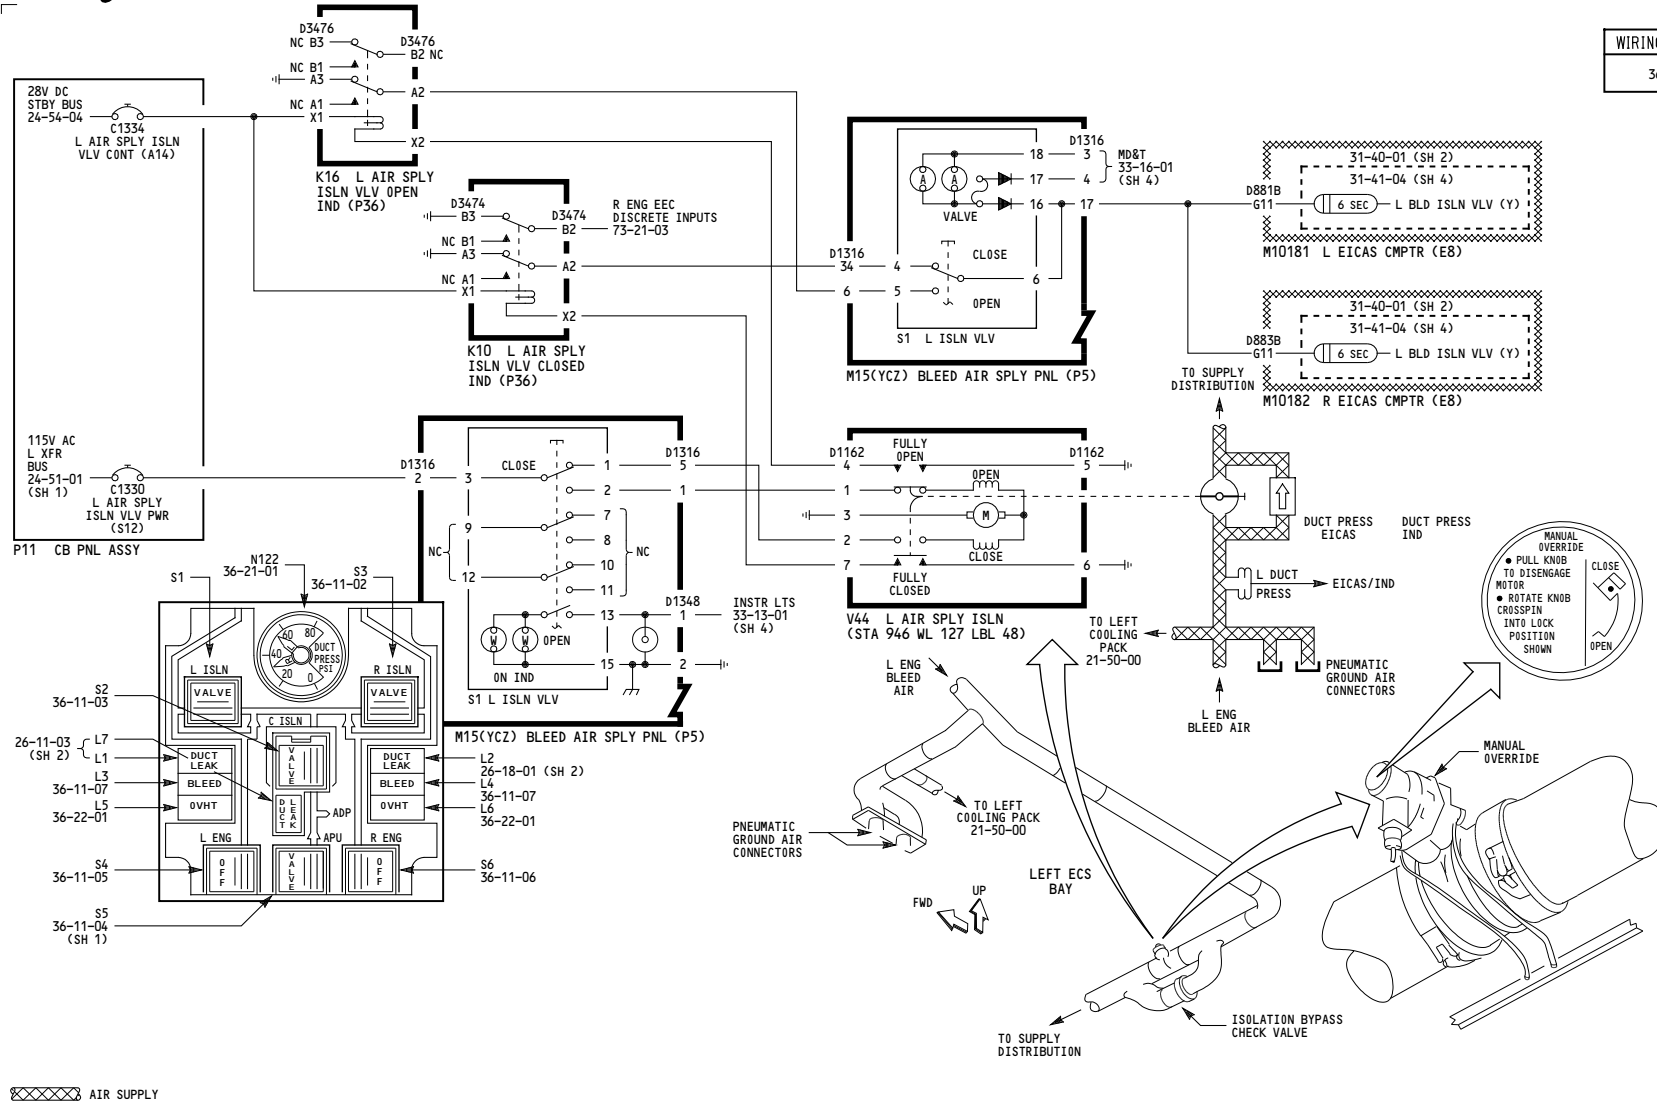 D3476
NC B3
D3476
B2 NC
NC B1
A3
A2
NC A1
X1
X2
K16 L AIR SPLY
ISLN VLV OPEN
IND (P36)
28V DC
STBY BUS
24-54-04
C1334
L AIR SPLY ISLN
VLV CONT (A14)
115V AC
L XFR
BUS
24-51-01
(SH 1)
C1330
L AIR SPLY
ISLN VLV PWR
(S12)
P11 CB PNL ASSY
D3474
B3
D3474
B2
R ENG EEC
DISCRETE INPUTS
73-21-03
NC B1
A3
A2
NC A1
X1
X2
K10 L AIR SPLY
ISLN VLV CLOSED
IND (P36)
WIRING
D1316
18
3
MD&T
33-16-01
(SH 4)
17
4
A
A
VALVE
16
17
D1316
34
4
CLOSE
6
6
5
OPEN
S1 L ISLN VLV
M15(YCZ) BLEED AIR SPLY PNL (P5)
31-40-01 (SH 2)
31-41-04 (SH 4)
D881B
G11
6 SEC
L BLD ISLN VLV (Y)
M10181 L EICAS CMPTR (E8)
31-40-01 (SH 2)
31-41-04 (SH 4)
D883B
G11
6 SEC
L BLD ISLN VLV (Y)
M10182 R EICAS CMPTR (E8)
D1316
2
3
CLOSE
1
D1316
5
2
1
9
7
NC
8
NC
12
10
11
13
D1348
1
INSTR LTS
33-13-01
(SH 4)
W
W
OPEN
15
2
ON IND
S1 L ISLN VLV
M15(YCZ) BLEED AIR SPLY PNL (P5)
D1162
4
FULLY
OPEN
D1162
5
1
OPEN
3
M
2
CLOSE
7
FULLY
CLOSED
6
V44 L AIR SPLY ISLN
(STA 946 WL 127 LBL 48)
TO SUPPLY
DISTRIBUTION
DUCT PRESS
EICAS
DUCT PRESS
IND
L DUCT
PRESS
EICAS/IND
TO LEFT
COOLING
PACK
21-50-00
PNEUMATIC
GROUND AIR
CONNECTORS
L ENG
BLEED AIR
MANUAL
OVERRIDE
● PULL KNOB
TO DISENGAGE
MOTOR
● ROTATE KNOB
CROSSPIN
INTO LOCK
POSITION
SHOWN
CLOSE
OPEN
N122
36-21-01
S1
S3
36-11-02
60
80
40
20
0
DUCT
PRESS
PSI
L ISLN
VALVE
R ISLN
VALVE
S2
36-11-03
C ISLN
VALVE
26-11-03
(SH 2)
L7
L1
DUCT
LEAK
BLEED
OVHT
DUCT
LEAK
DUCT
LEAK
BLEED
OVHT
L2
26-18-01 (SH 2)
L3
36-11-07
L4
36-11-07
L5
36-22-01
L6
36-22-01
ADP
APU
L ENG
R ENG
OFF
VALVE
OFF
S4
36-11-05
S6
36-11-06
S5
36-11-04
(SH 1)
L ENG
BLEED
AIR
TO LEFT
COOLING PACK
21-50-00
PNEUMATIC
GROUND AIR
CONNECTORS
FWD
UP
LEFT ECS
BAY
MANUAL
OVERRIDE
ISOLATION BYPASS
CHECK VALVE
TO SUPPLY
DISTRIBUTION
AIR SUPPLY